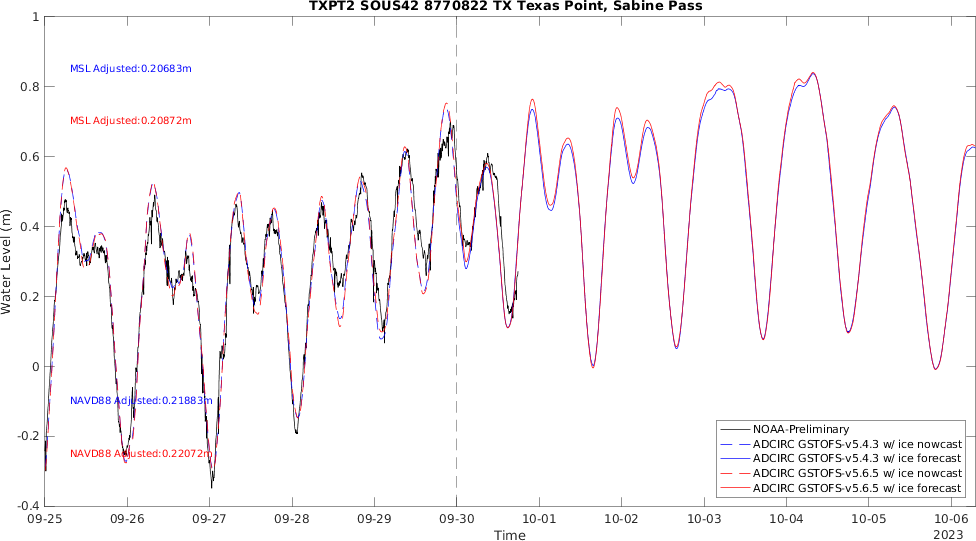 TXPT2 SOUS42 8770822 TX Texas Point, Sabine Pass
1
0.8
0.6
0.4
0.2
0
-0.2
-0.4
Water Level (m)
MSL Adjusted:0.20683m
MSL Adjusted:0.20872m
NAVD88 Adjusted:0.21883m
NAVD88 Adjusted:0.22072m
NOAA-Preliminary
ADCIRC GSTOFS-v5.4.3 w/ ice nowcast
ADCIRC GSTOFS-v5.4.3 w/ ice forecast
ADCIRC GSTOFS-v5.6.5 w/ ice nowcast
ADCIRC GSTOFS-v5.6.5 w/ ice forecast
09-25 09-26 09-27 09-28 09-29 09-30 10-01 10-02 10-03 10-04 10-05 10-06
Time
2023